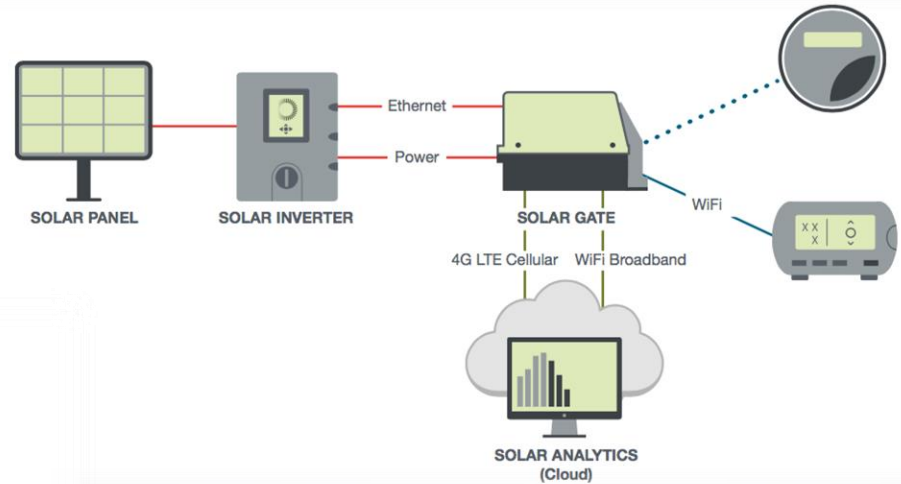 Ethernet
Power
SOLAR PANEL
SOLAR INVERTER
SOLAR GATE
WiFi
X X
X
4G LTE Cellular
WiFi Broadband
SOLAR ANALYTICS
(Cloud)